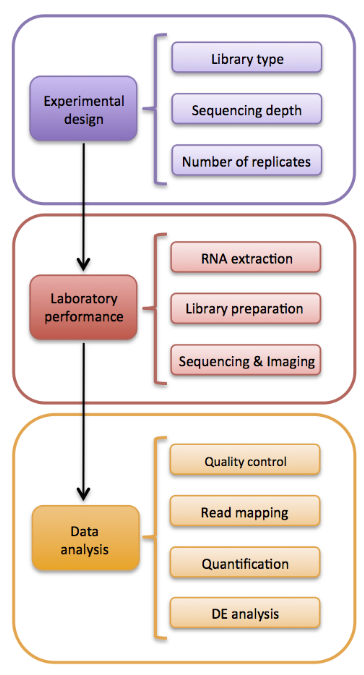 Experimental
design
Library type
Sequencing depth
Number of replicates
Laboratory
performance
RNA extraction
Library preparation
Sequencing & Imaging
Data
analysis
Quality control
Read mapping
Quantification
DE analysis